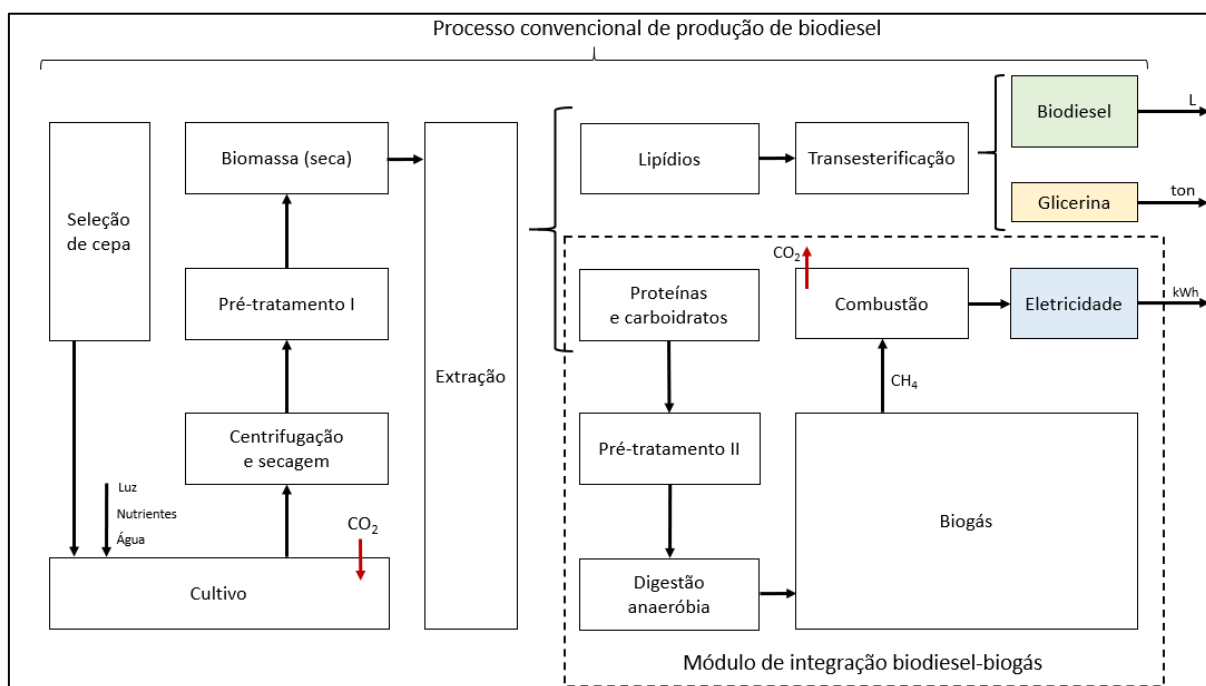 Processo convencional de produção de biodiesel
Seleção
de cepa
Luz
Nutrientes
Água
CO₂
Cultivo
Centrifugação
e secagem
Pré-tratamento I
Biomassa (seca)
Extração
Lipídios
Transesterificação
Biodiesel
L
Glicerina
ton
Proteínas
e carboidratos
Pré-tratamento II
Digestão
anaeróbia
Biogás
CH₄
CO₂
Combustão
Eletricidade
kWh
Módulo de integração biodiesel-biogás